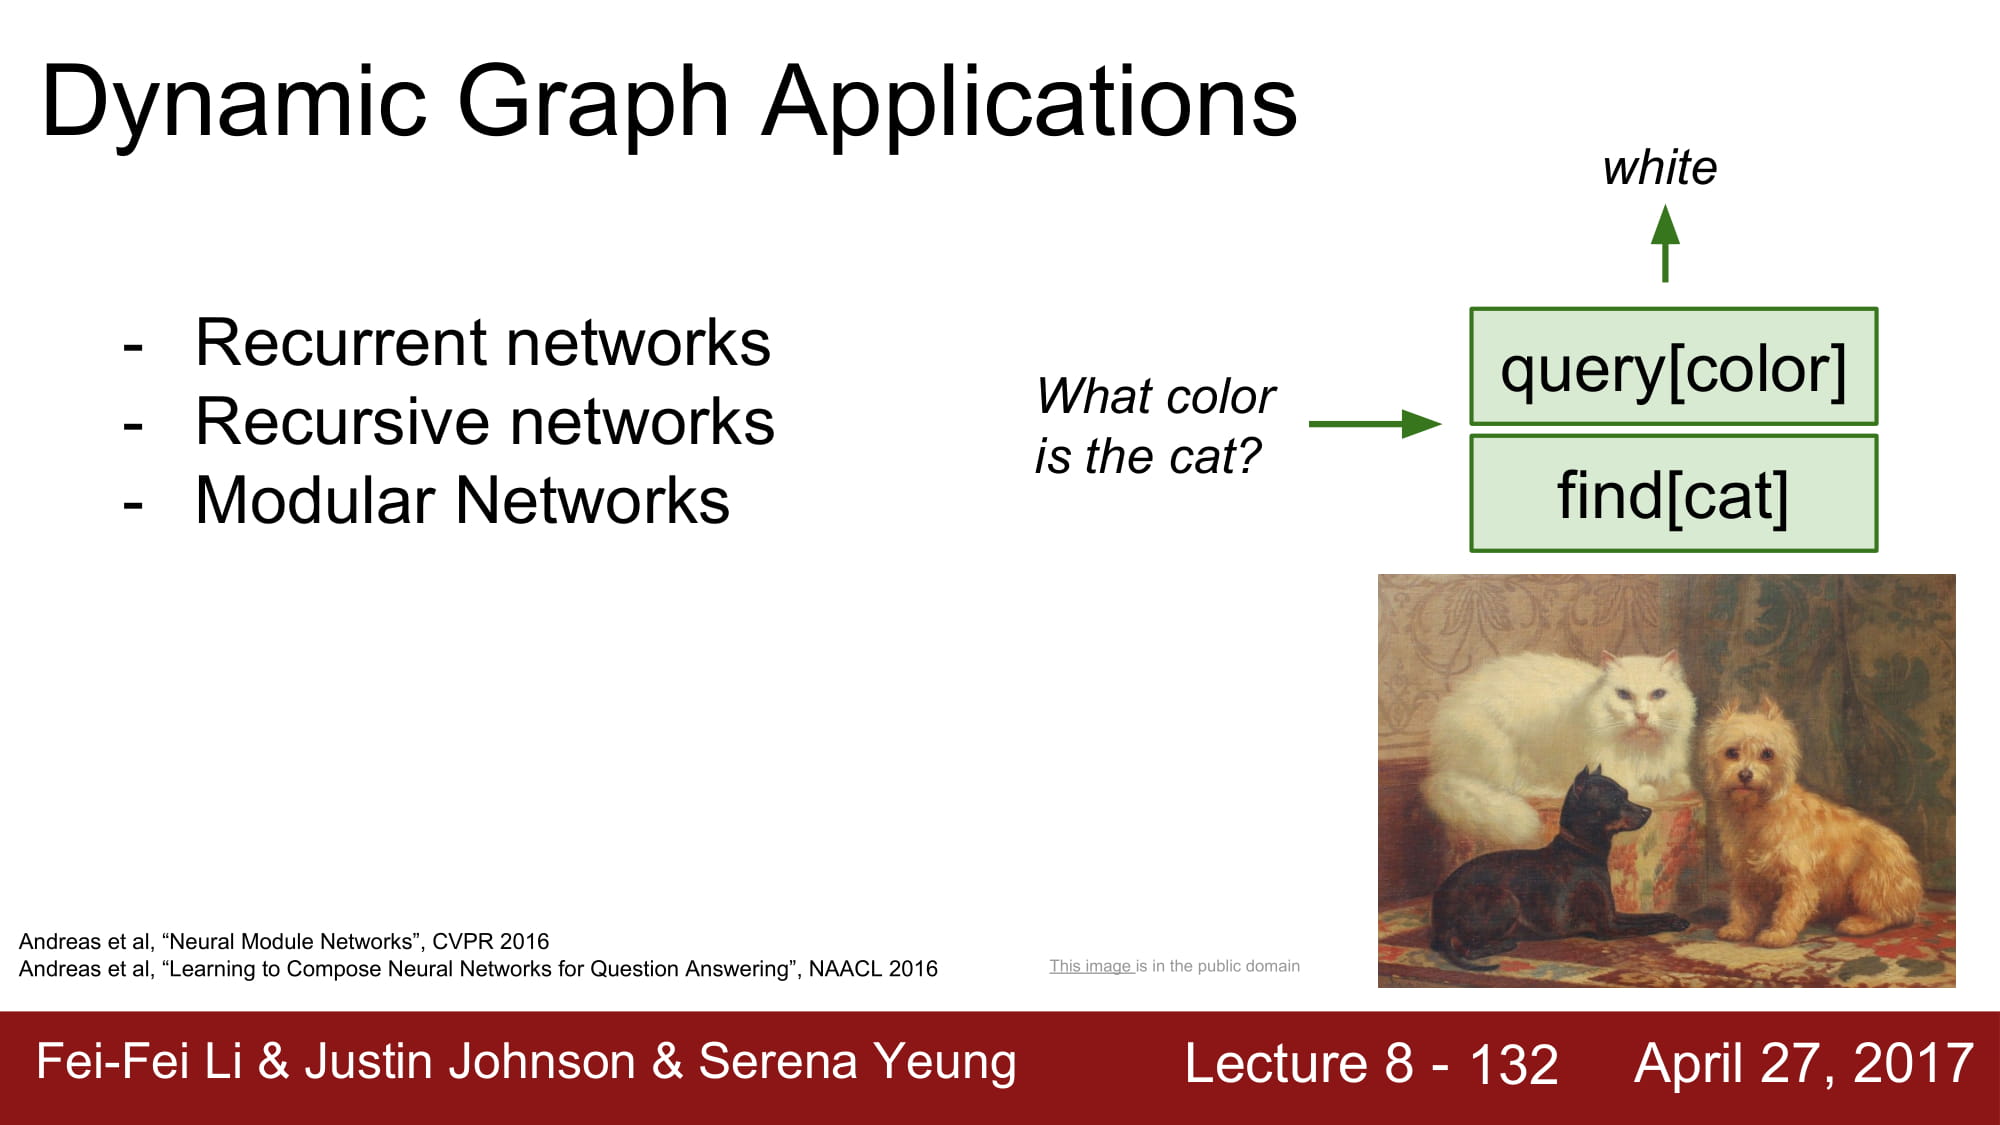 Dynamic Graph Applications
- Recurrent networks
- Recursive networks
- Modular Networks
white
query[color]
What color
is the cat?
find[cat]
Andreas et al, “Neural Module Networks”, CVPR 2016
Andreas et al, “Learning to Compose Neural Networks for Question Answering”, NAACL 2016
This image is in the public domain
Fei-Fei Li & Justin Johnson & Serena Yeung
Lecture 8 - 132
April 27, 2017